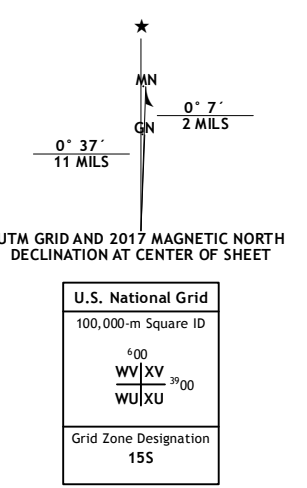 ★
MN
0° 7´
GN
2 MILS
0° 37´
11 MILS
UTM GRID AND 2017 MAGNETIC NORTH
DECLINATION AT CENTER OF SHEET
U.S. National Grid
100,000-m Square ID
600
WV XV
3900
WU XU
Grid Zone Designation
15S